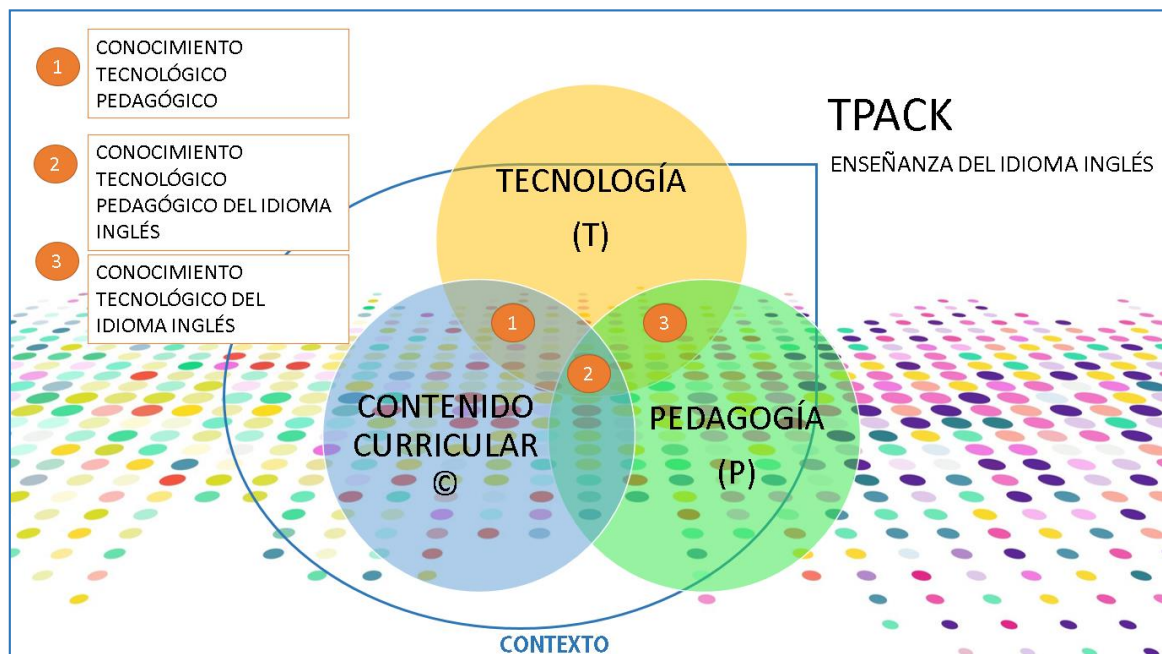 1
CONOCIMIENTO
TECNOLÓGICO
PEDAGÓGICO
2
CONOCIMIENTO
TECNOLÓGICO
PEDAGÓGICO DEL IDIOMA
INGLÉS
3
CONOCIMIENTO
TECNOLÓGICO DEL
IDIOMA INGLÉS
TPACK
ENSEÑANZA DEL IDIOMA INGLÉS
TECNOLOGÍA
(T)
1
3
2
CONTENIDO
CURRICULAR
©
PEDAGOGÍA
(P)
CONTEXTO